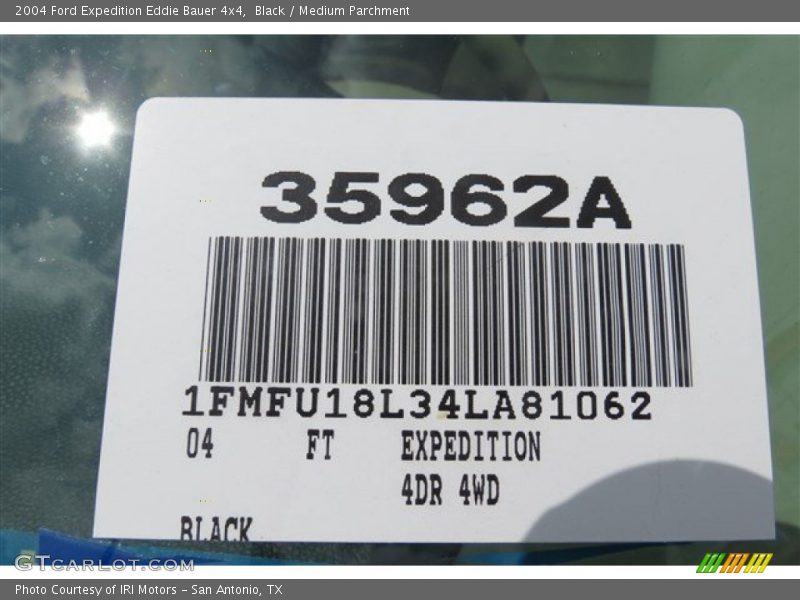 2004 Ford Expedition Eddie Bauer 4x4,  Black / Medium Parchment
35962A
1FMFU18L34LA81062
04 FT EXPEDITION
4DR 4WD
BLACK
GTCARLOT.COM
Photo Courtesy of IRI Motors - San Antonio, TX